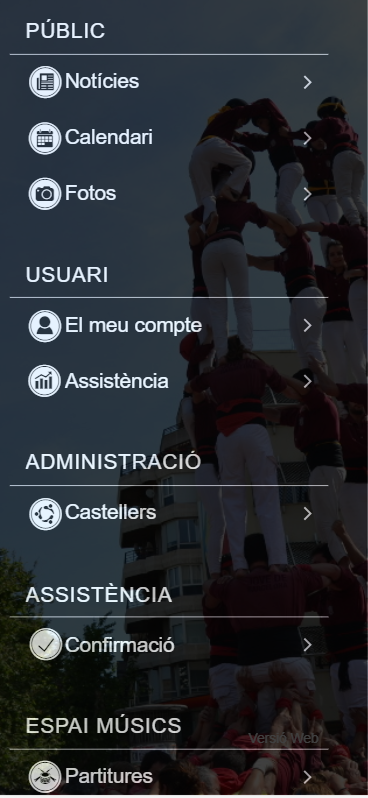 PÚBLIC
Notícies
Calendari
Fotos
USUARI
El meu compte
Assistència
ADMINISTRACIÓ
Castellers
ASSISTÈNCIA
Confirmació
ESPAI MÚSICS
Versió Web
Partitures